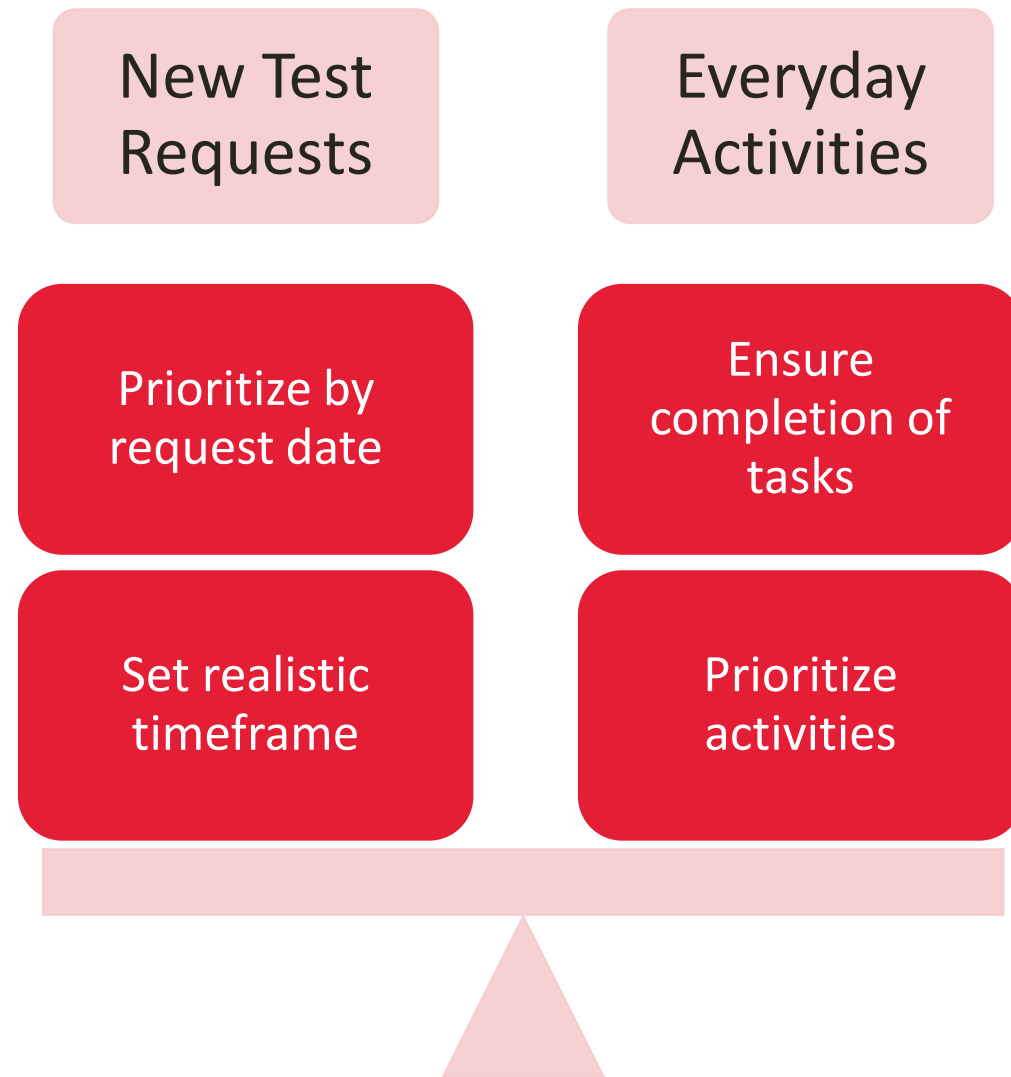 New Test
Requests
Everyday
Activities
Prioritize by
request date
Ensure
completion of
tasks
Set realistic
timeframe
Prioritize
activities